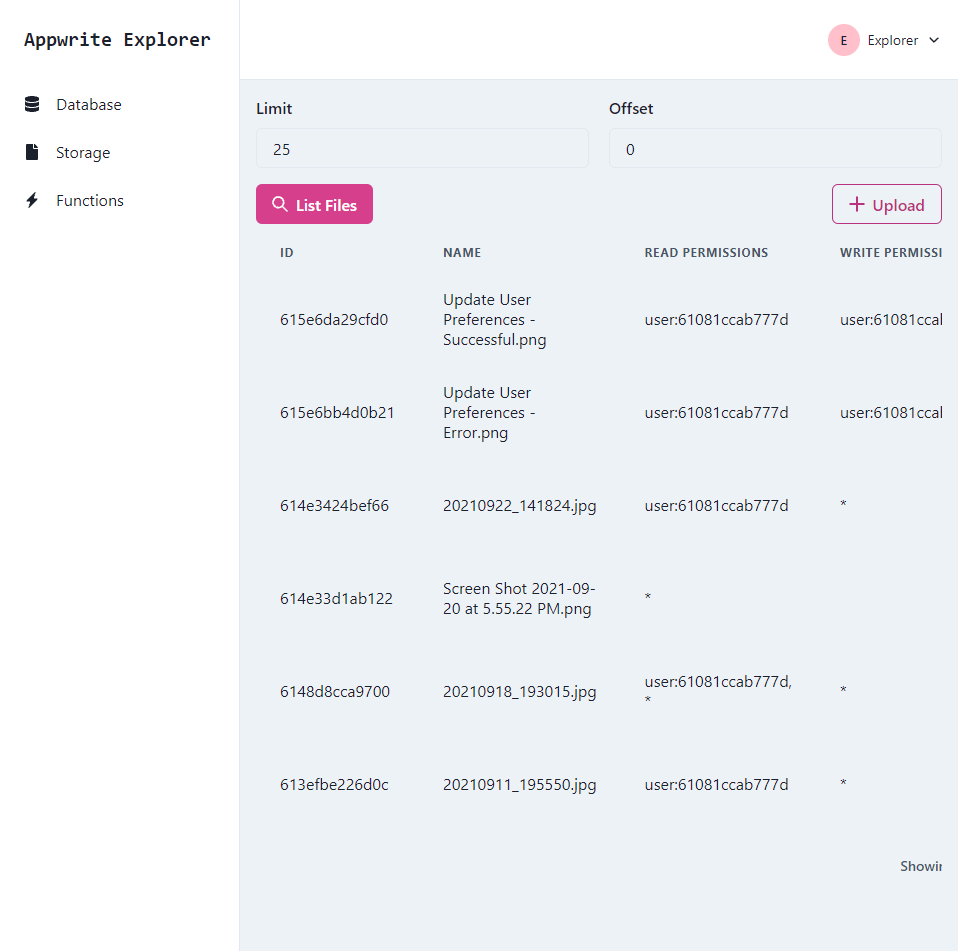 Appwrite Explorer
E Explorer
Database
Storage
Functions
Limit Offset
25 0
List Files Upload
ID NAME READ PERMISSIONS WRITE PERMISSI
615e6da29cfd0 Update User Preferences - Successful.png user:61081ccab777d user:61081ccal
615e6bb4d0b21 Update User Preferences - Error.png user:61081ccab777d user:61081ccal
614e3424bef66 20210922_141824.jpg user:61081ccab777d *
614e33d1ab122 Screen Shot 2021-09-20 at 5.55.22 PM.png *
6148d8cca9700 20210918_193015.jpg user:61081ccab777d, * *
613efbe226d0c 20210911_195550.jpg user:61081ccab777d *
Showin